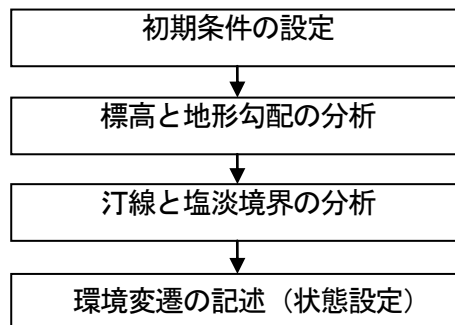 初期条件の設定
標高と地形勾配の分析
汀線と塩淡境界の分析
環境変遷の記述（状態設定）